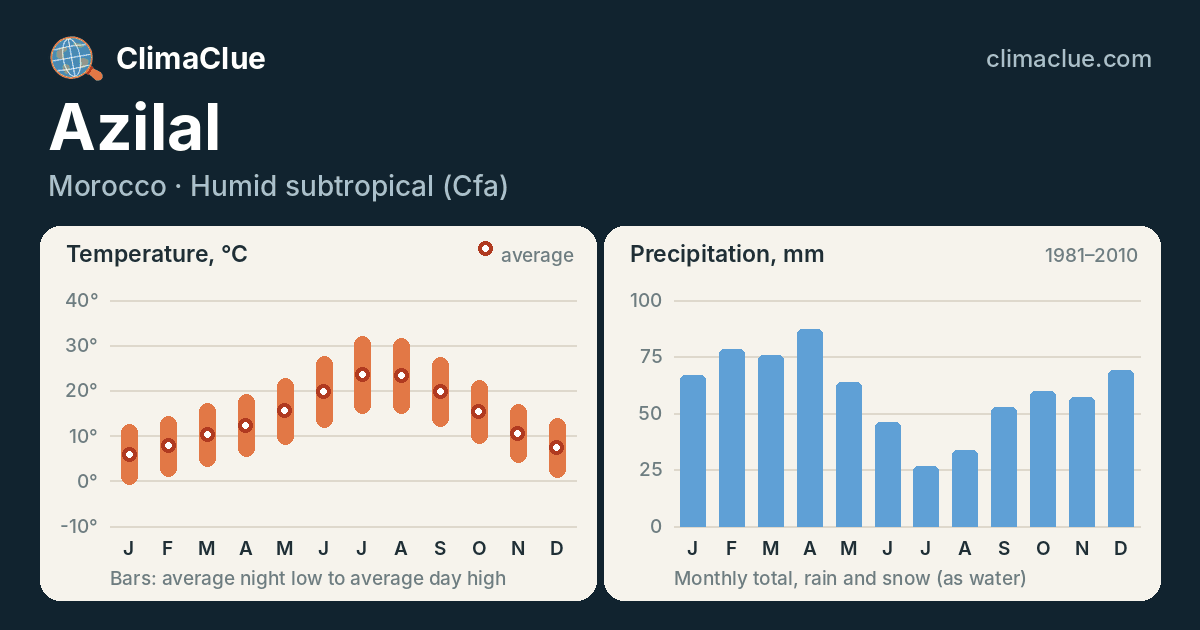 ClimaClue
climaclue.com
Azilal
Morocco · Humid subtropical (Cfa)
Temperature, °C
average
40°
30°
20°
10°
0°
-10°
J F M A M J J A S O N D
Bars: average night low to average day high
Precipitation, mm
1981–2010
100
75
50
25
0
J F M A M J J A S O N D
Monthly total, rain and snow (as water)